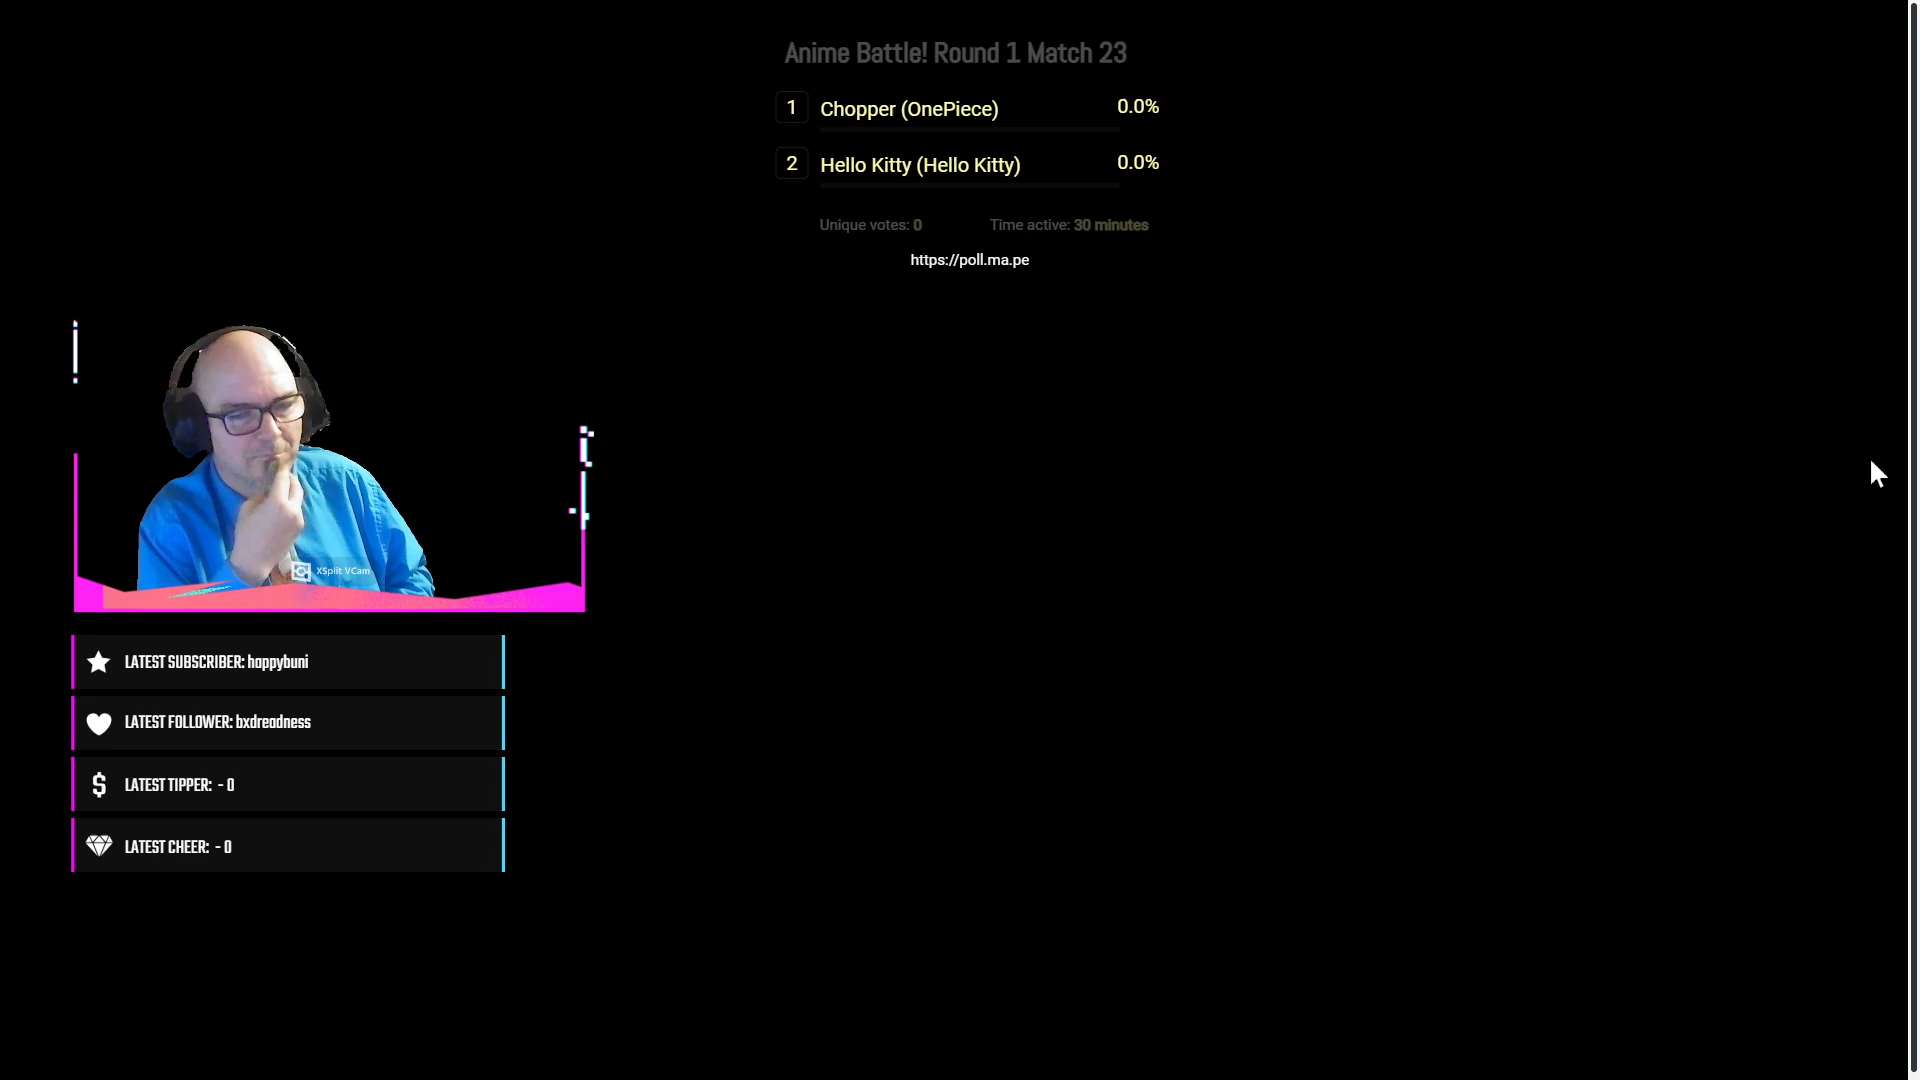 Anime Battle! Round 1 Match 23
1 Chopper (OnePiece) 0.0%
2 Hello Kitty (Hello Kitty) 0.0%
Unique votes: 0 Time active: 30 minutes
https://poll.ma.pe
XSplit VCam
LATEST SUBSCRIBER: happybuni
LATEST FOLLOWER: bxdreadness
LATEST TIPPER: - 0
LATEST CHEER: - 0